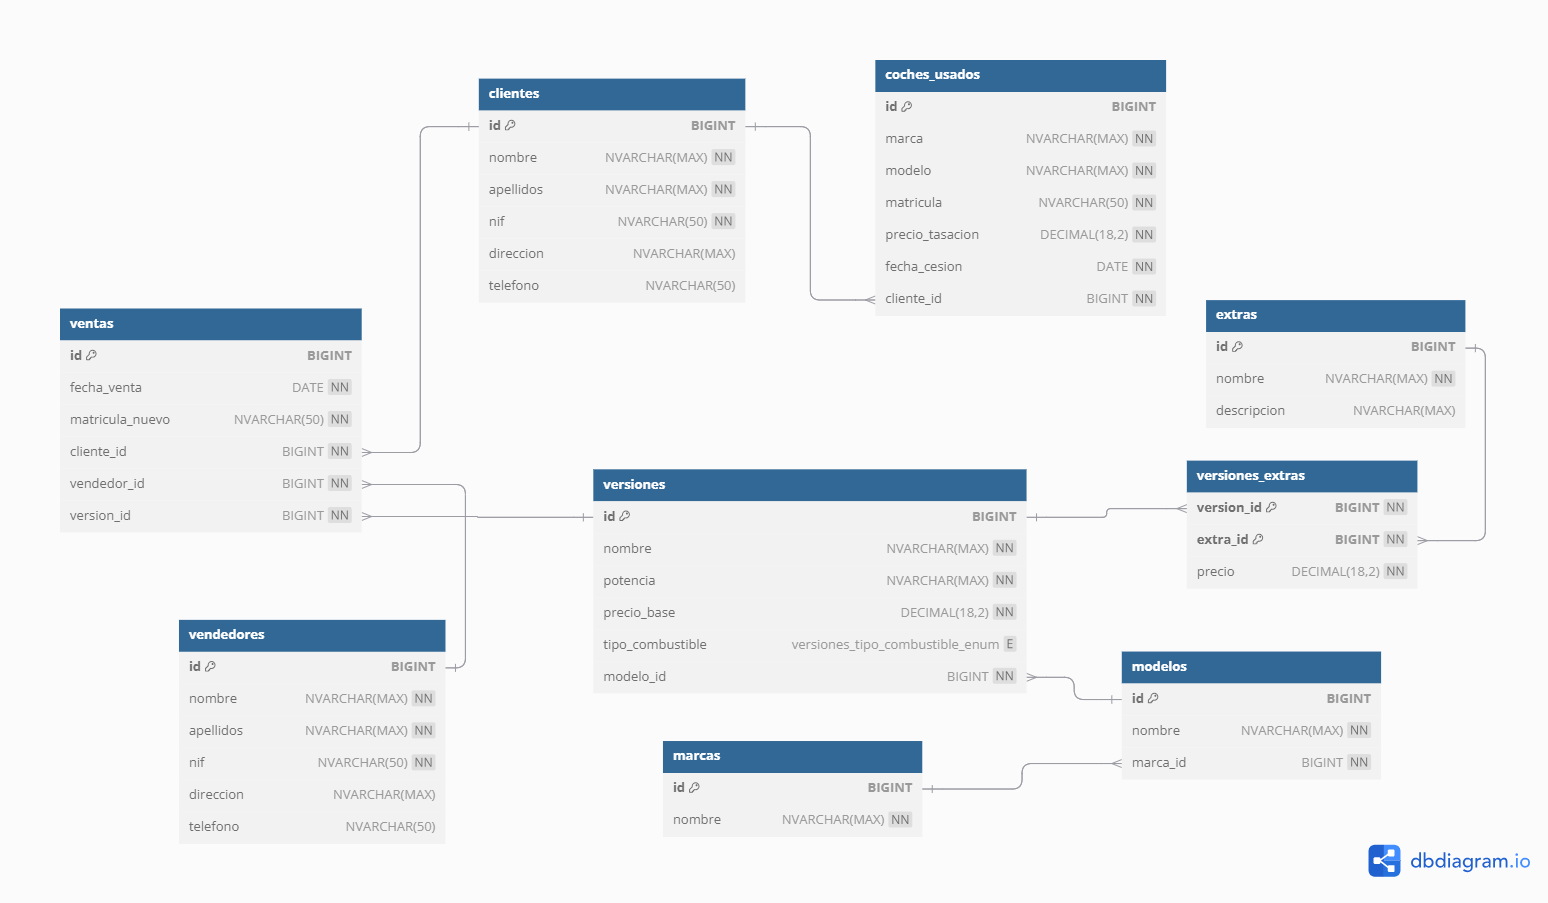 clientes
id BIGINT
nombre NVARCHAR(MAX) NN
apellidos NVARCHAR(MAX) NN
nif NVARCHAR(50) NN
direccion NVARCHAR(MAX)
telefono NVARCHAR(50)
coches_usados
id BIGINT
marca NVARCHAR(MAX) NN
modelo NVARCHAR(MAX) NN
matricula NVARCHAR(50) NN
precio_tasacion DECIMAL(18,2) NN
fecha_cesion DATE NN
cliente_id BIGINT NN
ventas
id BIGINT
fecha_venta DATE NN
matricula_nuevo NVARCHAR(50) NN
cliente_id BIGINT NN
vendedor_id BIGINT NN
version_id BIGINT NN
extras
id BIGINT
nombre NVARCHAR(MAX) NN
descripcion NVARCHAR(MAX)
versiones
id BIGINT
nombre NVARCHAR(MAX) NN
potencia NVARCHAR(MAX) NN
precio_base DECIMAL(18,2) NN
tipo_combustible versiones_tipo_combustible_enum E
modelo_id BIGINT NN
versiones_extras
version_id BIGINT NN
extra_id BIGINT NN
precio DECIMAL(18,2) NN
vendedores
id BIGINT
nombre NVARCHAR(MAX) NN
apellidos NVARCHAR(MAX) NN
nif NVARCHAR(50) NN
direccion NVARCHAR(MAX)
telefono NVARCHAR(50)
modelos
id BIGINT
nombre NVARCHAR(MAX) NN
marca_id BIGINT NN
marcas
id BIGINT
nombre NVARCHAR(MAX) NN
dbdiagram.io